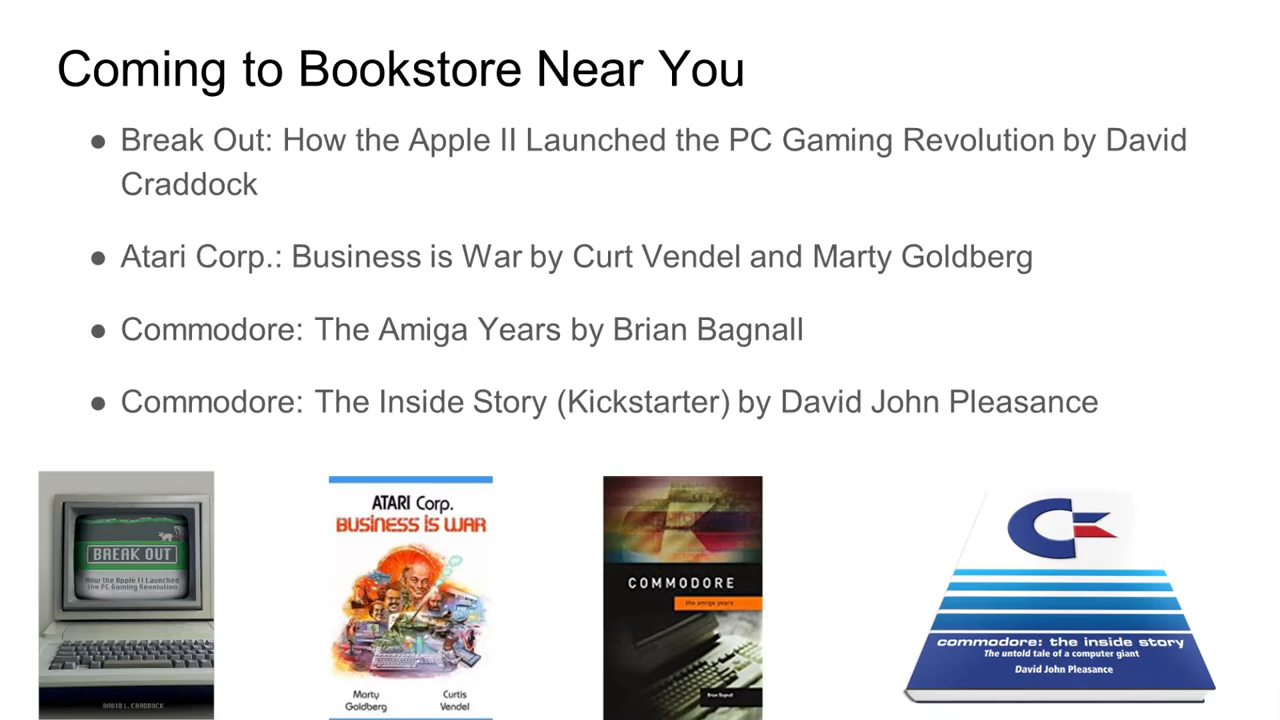 Coming to Bookstore Near You
● Break Out: How the Apple II Launched the PC Gaming Revolution by David
Craddock
● Atari Corp.: Business is War by Curt Vendel and Marty Goldberg
● Commodore: The Amiga Years by Brian Bagnall
● Commodore: The Inside Story (Kickstarter) by David John Pleasance
BREAK OUT
How the Apple II Launched
the PC Gaming Revolution
DAVID L. CRADDOCK
ATARI Corp.
BUSINESS IS WAR
Marty
Goldberg
Curtis
Vendel
COMMODORE
the amiga years
Brian Bagnall
commodore: the inside story
The untold tale of a computer giant
David John Pleasance